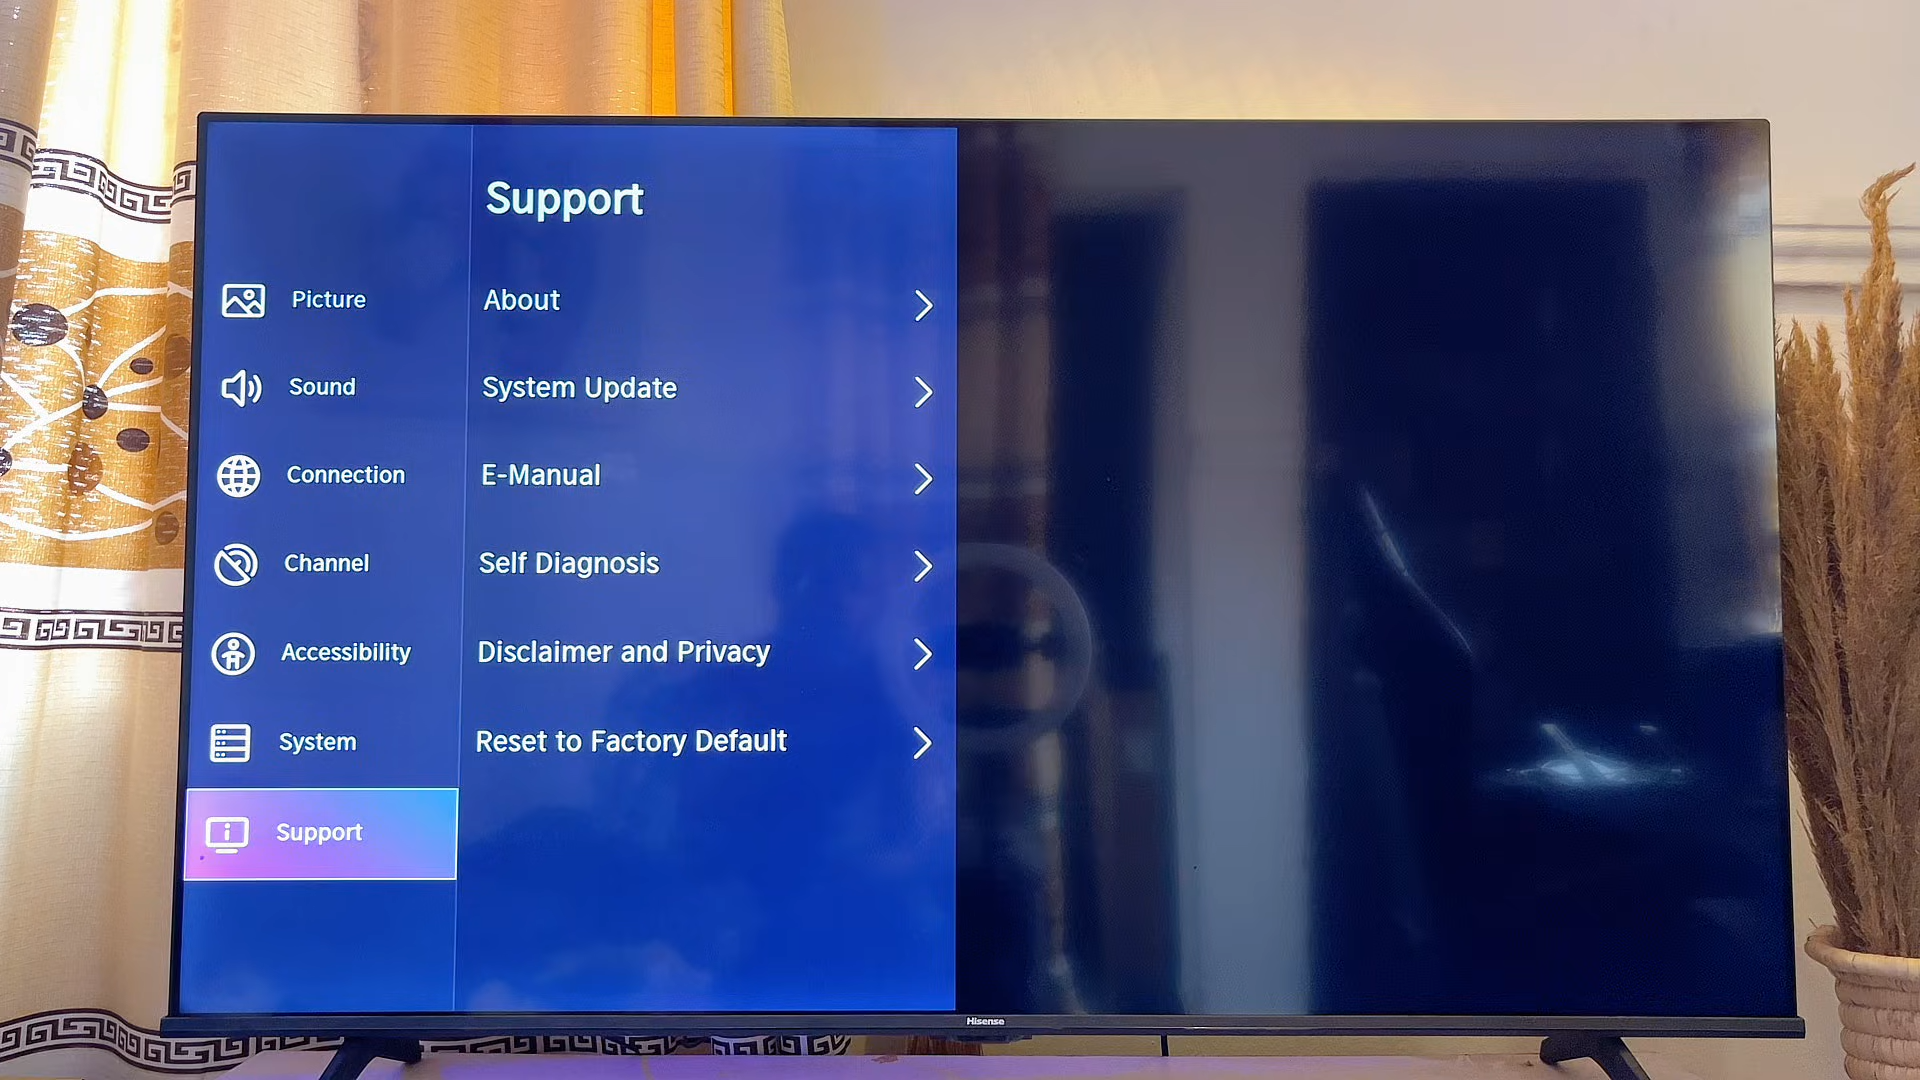 Support
Picture
Sound
Connection
Channel
Accessibility
System
Support
About
System Update
E-Manual
Self Diagnosis
Disclaimer and Privacy
Reset to Factory Default
Hisense